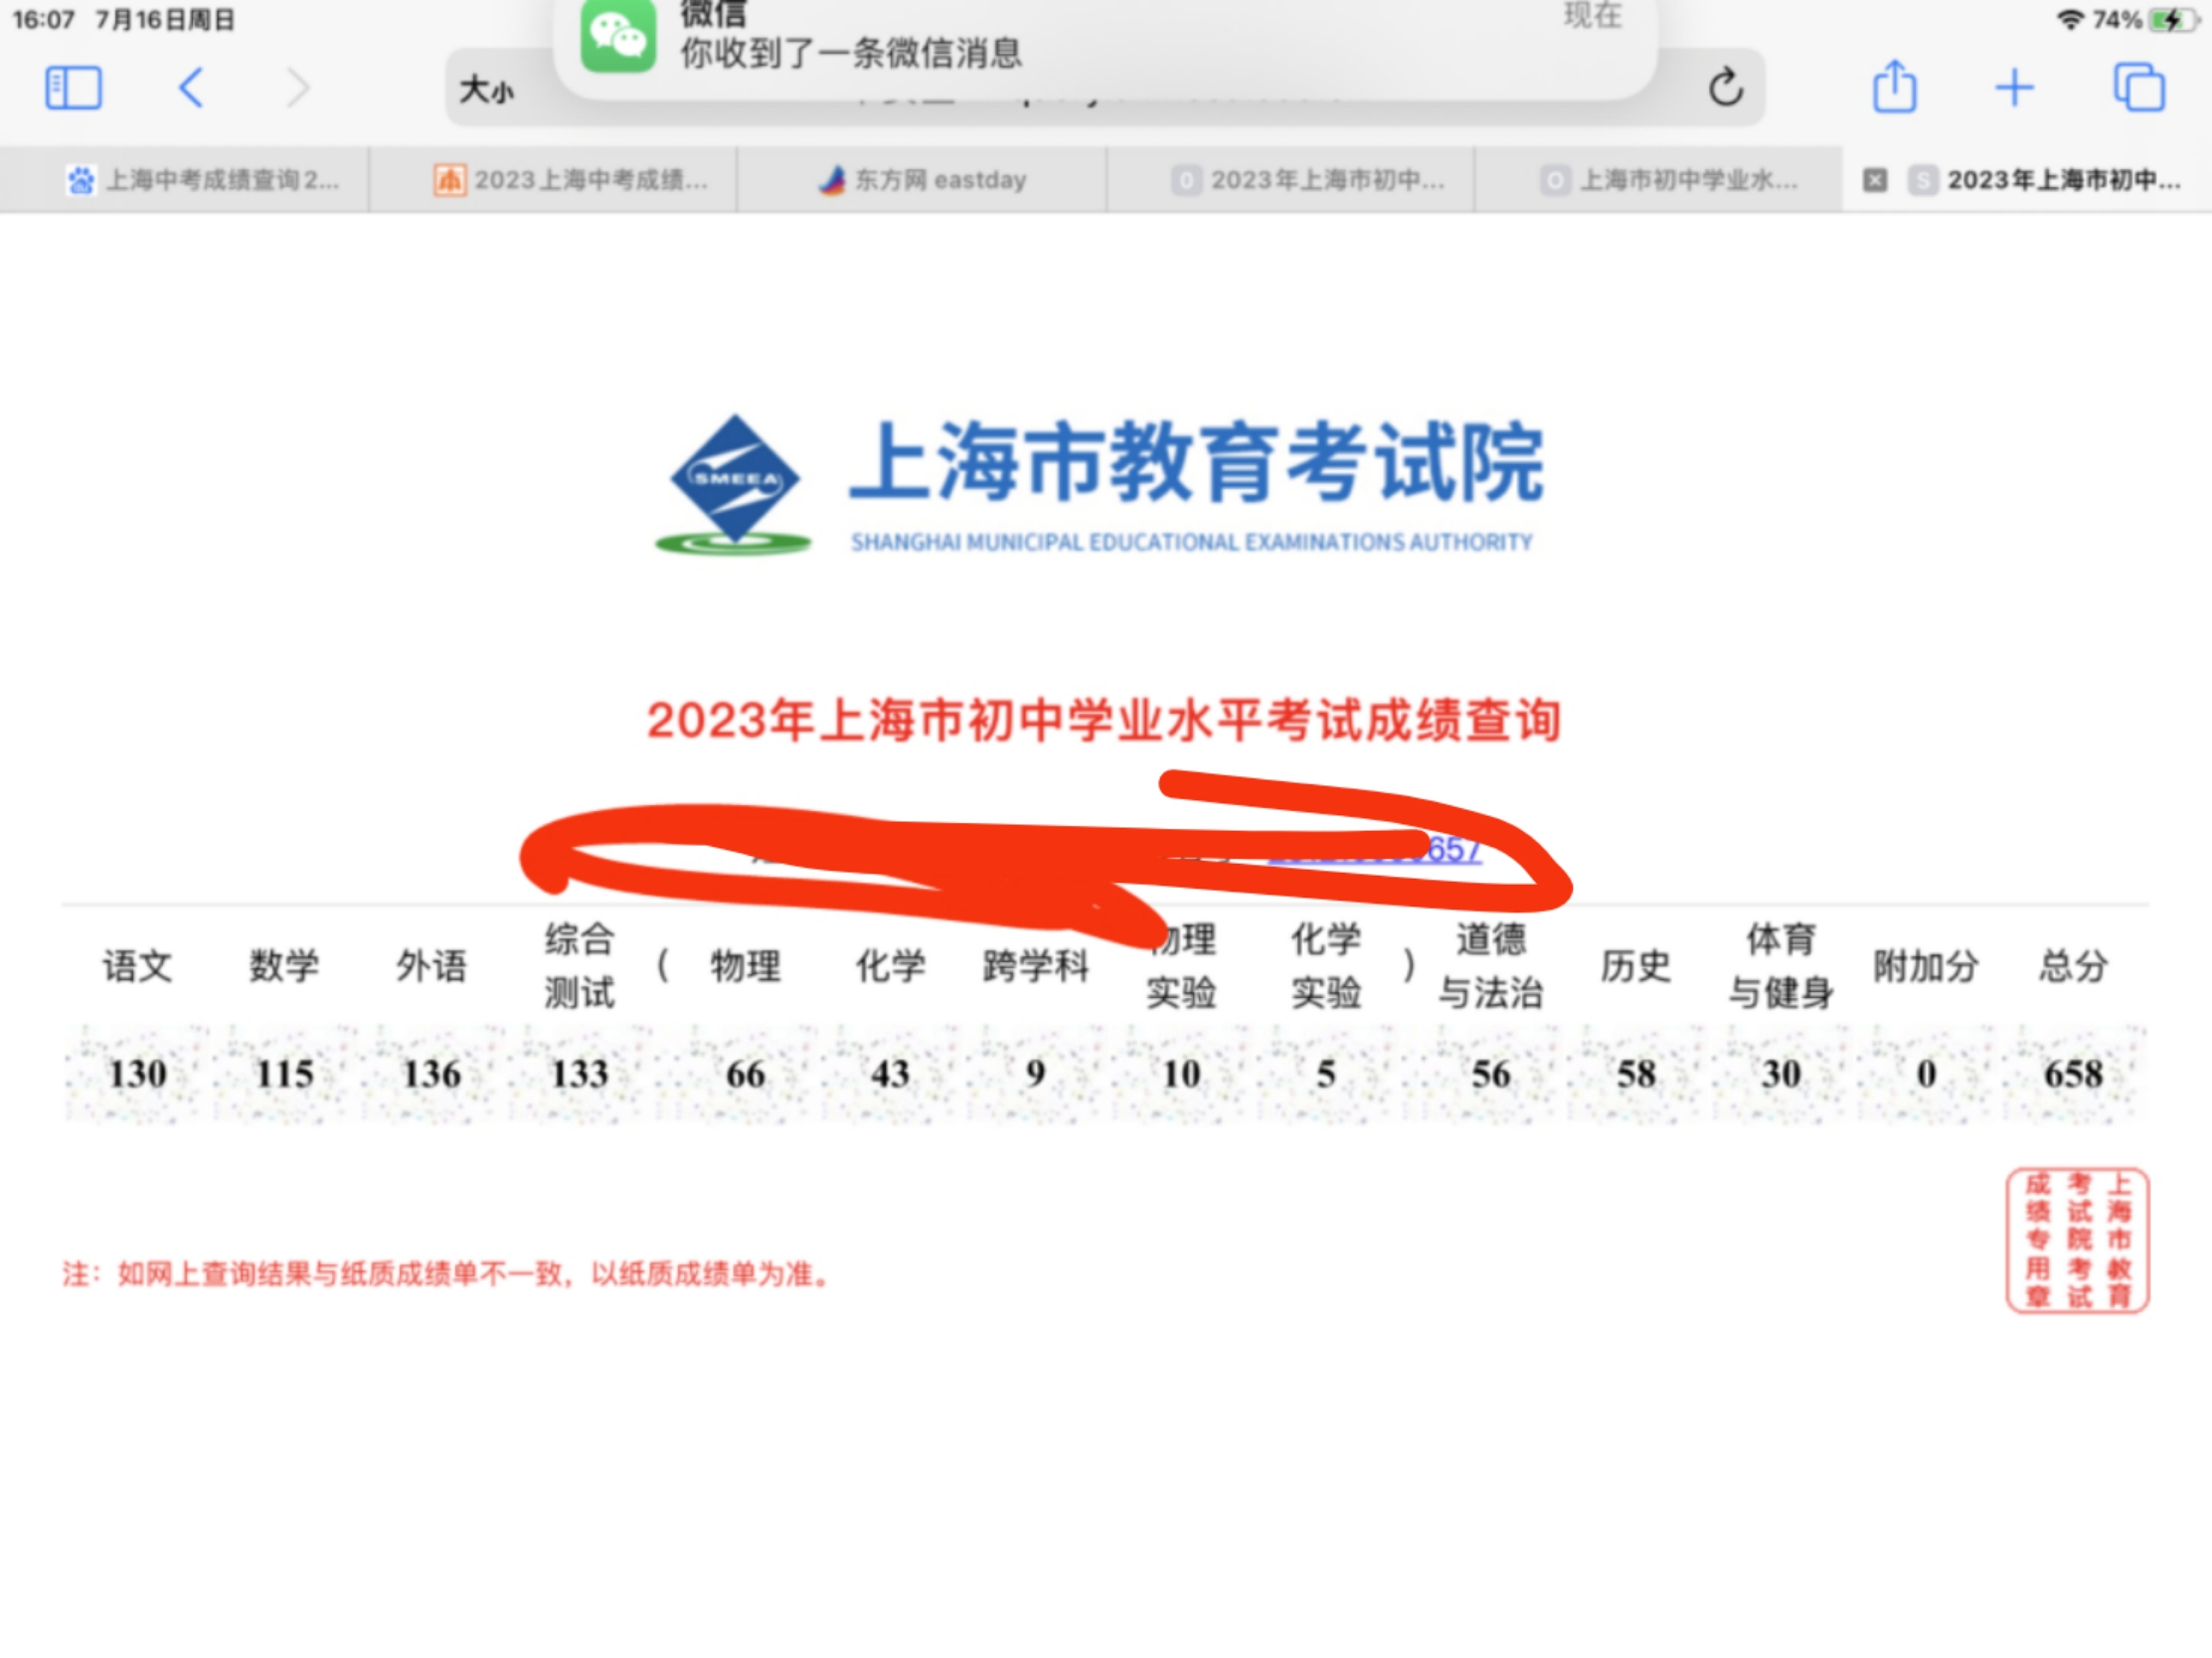 16:07 7月16日周日
74%
微信
现在
你收到了一条微信消息
大小
上海中考成绩查询2...
2023上海中考成绩...
东方网 eastday
2023年上海市初中...
上海市初中学业水...
2023年上海市初中...
SMEEA
上海市教育考试院
SHANGHAI MUNICIPAL EDUCATIONAL EXAMINATIONS AUTHORITY
2023年上海市初中学业水平考试成绩查询
657
语文 数学 外语 综合测试 ( 物理 化学 跨学科 物理实验 化学实验 ) 道德与法治 历史 体育与健身 附加分 总分
130 115 136 133 66 43 9 10 5 56 58 30 0 658
上海市教育
考试院考试
成绩专用章
注：如网上查询结果与纸质成绩单不一致，以纸质成绩单为准。